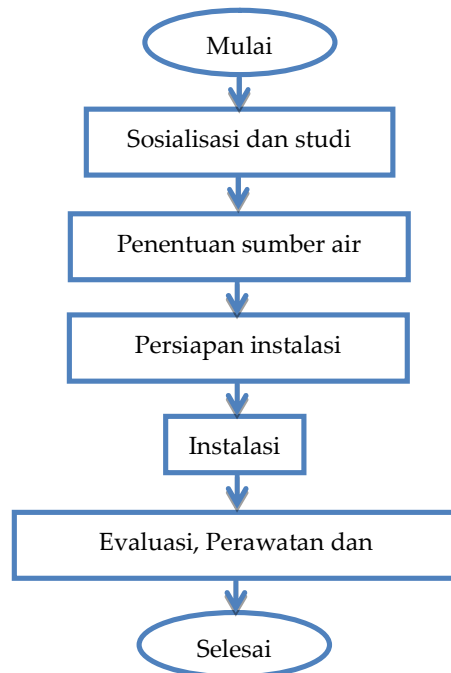 Mulai
Sosialisasi dan studi
Penentuan sumber air
Persiapan instalasi
Instalasi
Evaluasi, Perawatan dan
Selesai